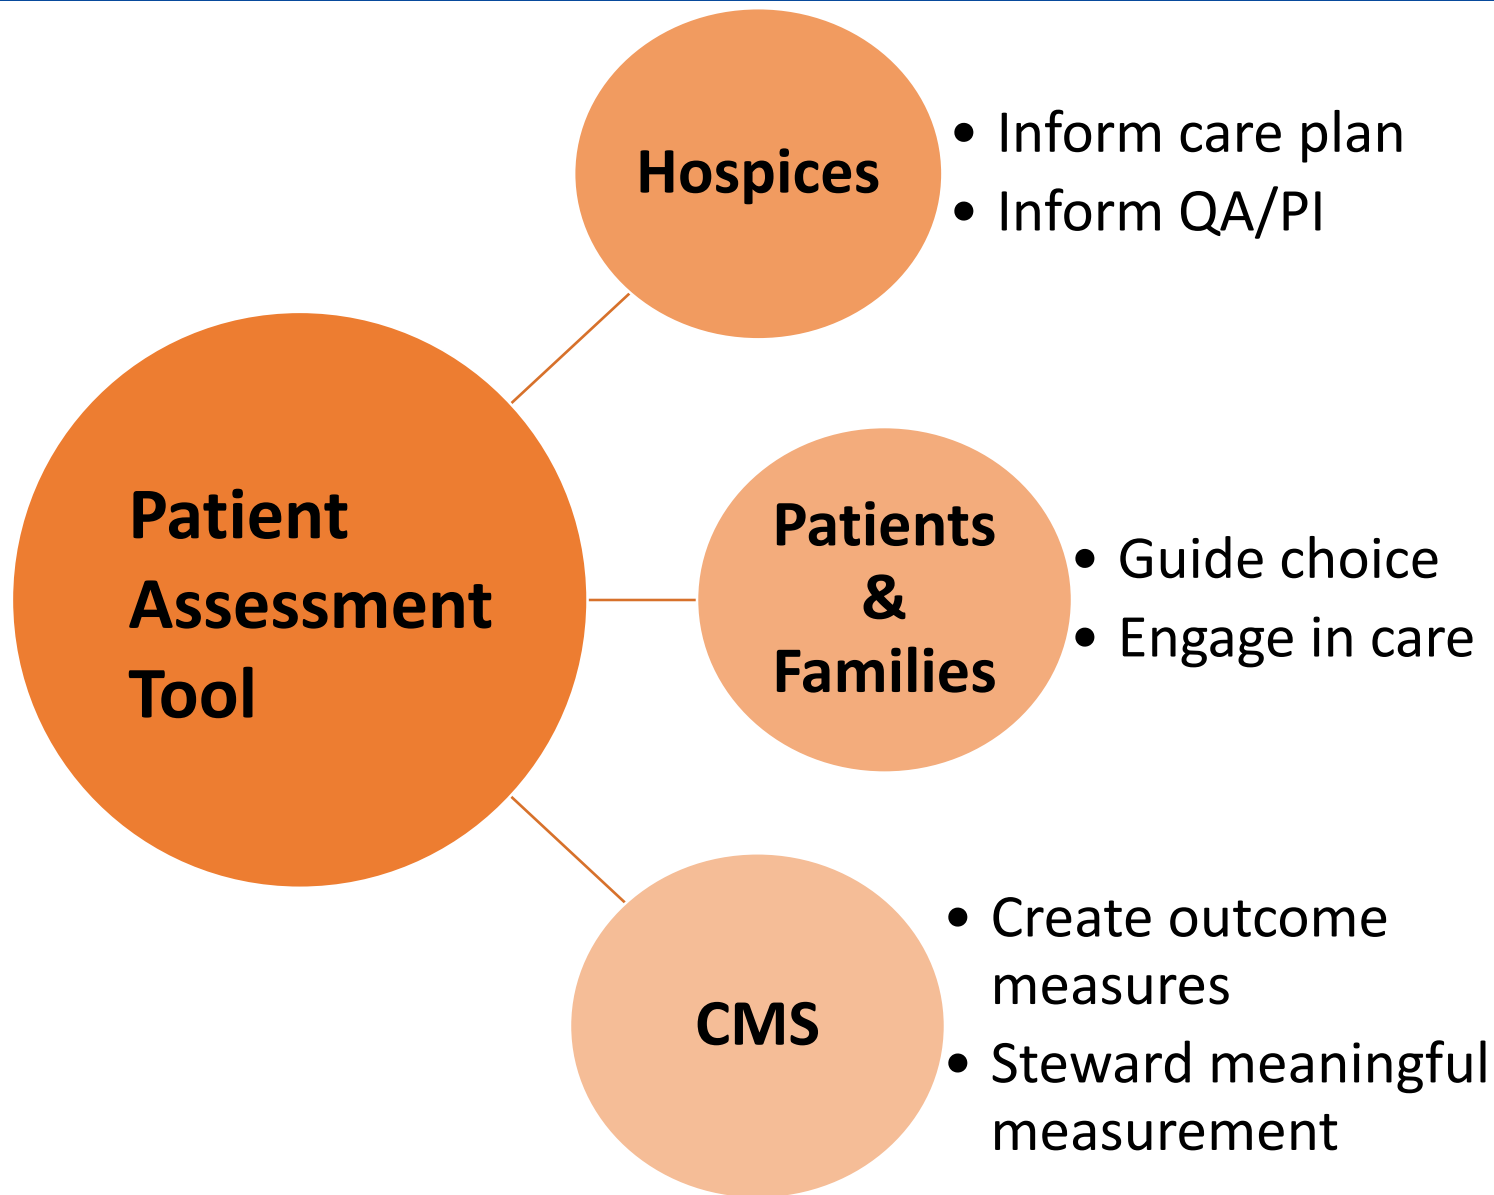 Hospices
• Inform care plan
• Inform QA/PI
Patient
Assessment
Tool
Patients
&
Families
• Guide choice
• Engage in care
CMS
• Create outcome
measures
• Steward meaningful
measurement